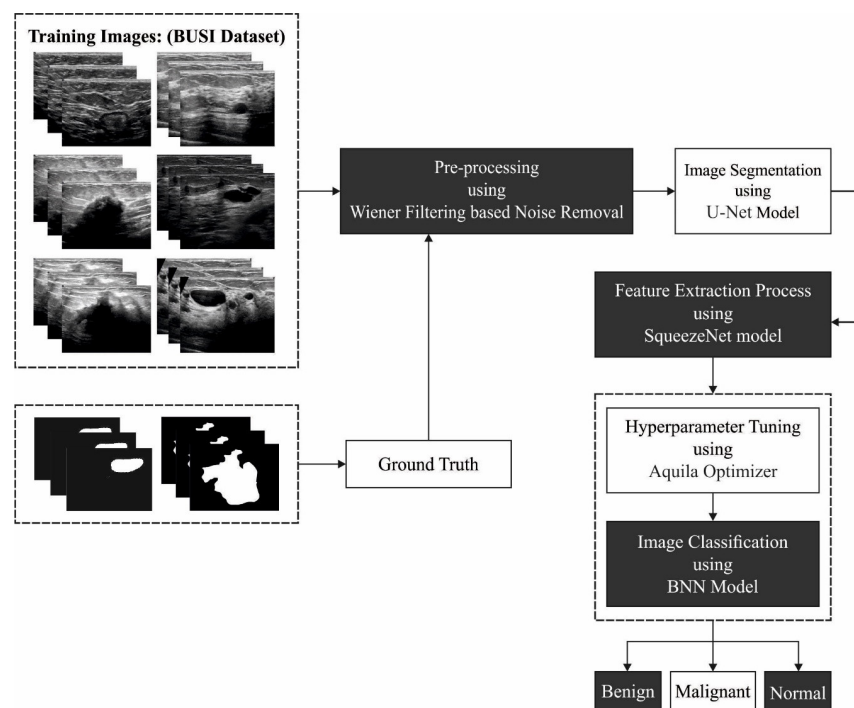 Training Images: (BUSI Dataset)
Pre-processing
using
Wiener Filtering based Noise Removal
Image Segmentation
using
U-Net Model
Feature Extraction Process
using
SqueezeNet model
Ground Truth
Hyperparameter Tuning
using
Aquila Optimizer
Image Classification
using
BNN Model
Benign
Malignant
Normal